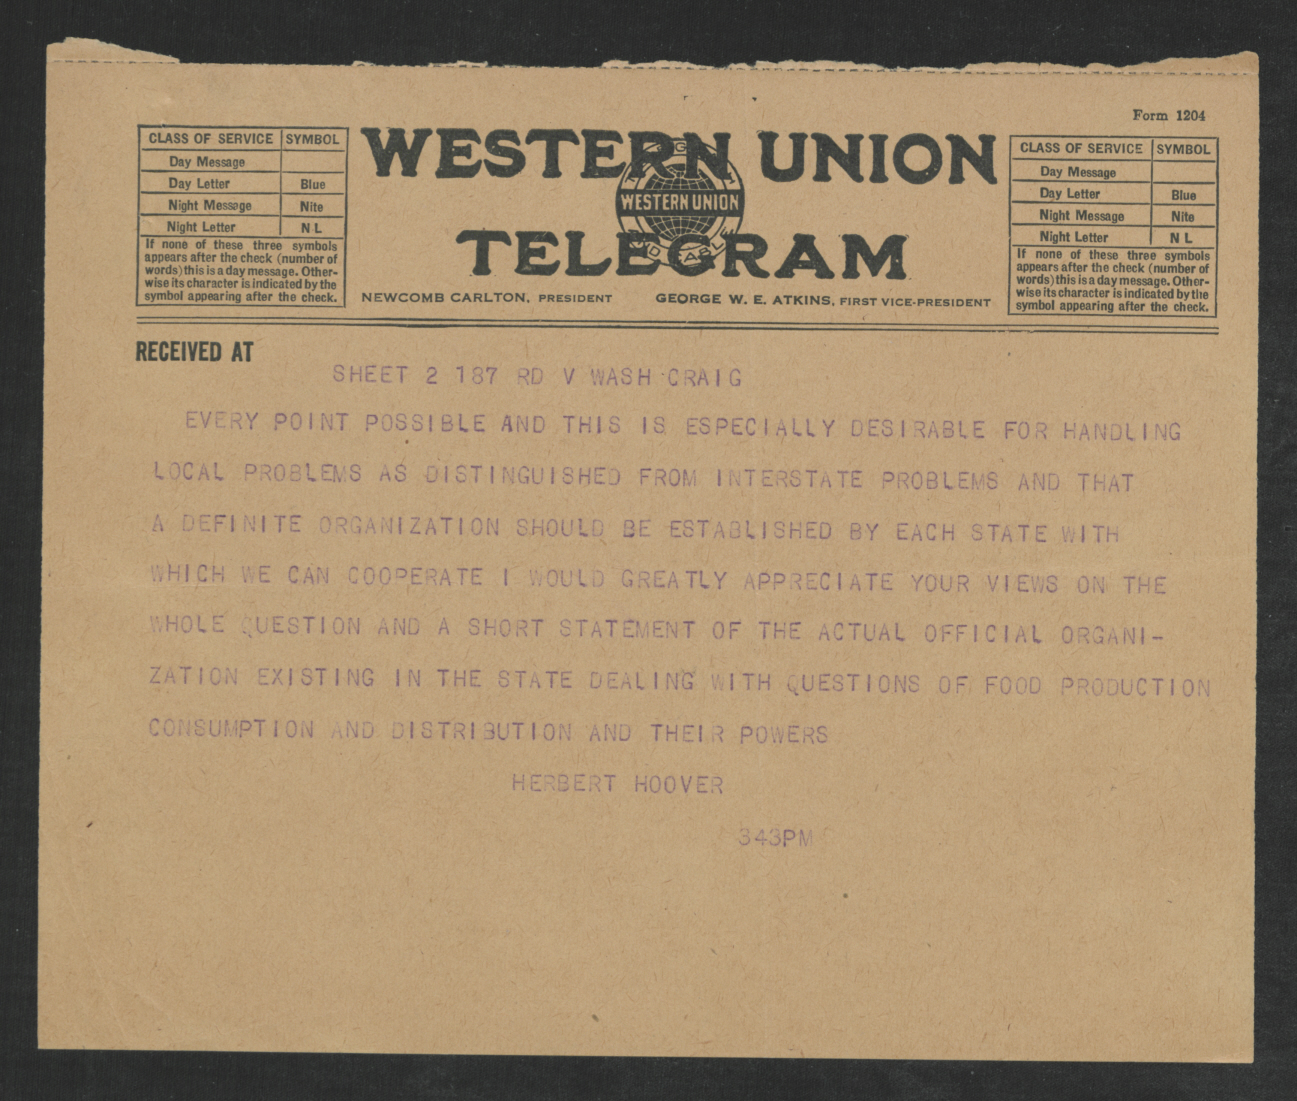 Form 1204
CLASS OF SERVICE SYMBOL
Day Message
Day Letter Blue
Night Message Nite
Night Letter N L
If none of these three symbols
appears after the check (number of
words) this is a day message. Other-
wise its character is indicated by the
symbol appearing after the check.
WESTERN UNION
WESTERN UNION
TELEGRAM
NEWCOMB CARLTON, PRESIDENT GEORGE W. E. ATKINS, FIRST VICE-PRESIDENT
CLASS OF SERVICE SYMBOL
Day Message
Day Letter Blue
Night Message Nite
Night Letter N L
If none of these three symbols
appears after the check (number of
words) this is a day message. Other-
wise its character is indicated by the
symbol appearing after the check.
RECEIVED AT
SHEET 2 187 RD V WASH CRAIG
EVERY POINT POSSIBLE AND THIS IS ESPECIALLY DESIRABLE FOR HANDLING
LOCAL PROBLEMS AS DISTINGUISHED FROM INTERSTATE PROBLEMS AND THAT
A DEFINITE ORGANIZATION SHOULD BE ESTABLISHED BY EACH STATE WITH
WHICH WE CAN COOPERATE I WOULD GREATLY APPRECIATE YOUR VIEWS ON THE
WHOLE QUESTION AND A SHORT STATEMENT OF THE ACTUAL OFFICIAL ORGANI-
ZATION EXISTING IN THE STATE DEALING WITH QUESTIONS OF FOOD PRODUCTION
CONSUMPTION AND DISTRIBUTION AND THEIR POWERS
HERBERT HOOVER
343PM